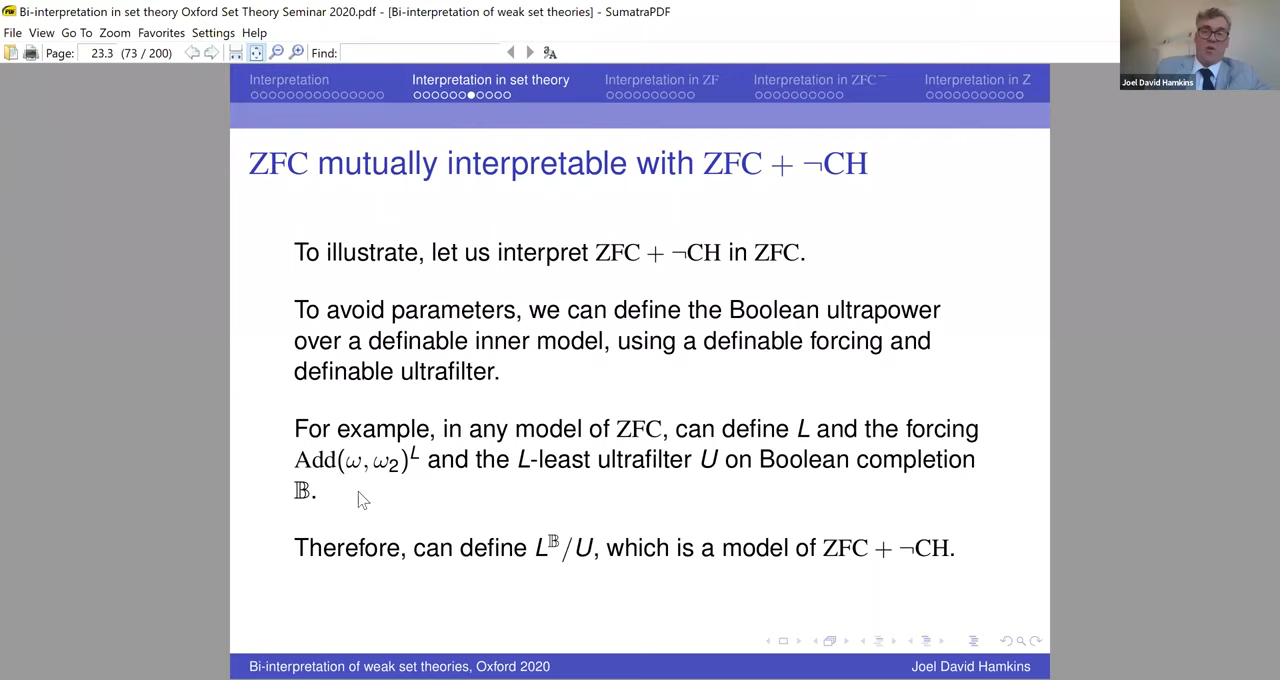 Bi-interpretation in set theory Oxford Set Theory Seminar 2020.pdf - [Bi-interpretation of weak set theories] - SumatraPDF
File View Go To Zoom Favorites Settings Help
Page: 23.3 (73 / 200) Find:
Interpretation Interpretation in set theory Interpretation in ZF Interpretation in ZFC⁻ Interpretation in Z
Joel David Hamkins
ZFC mutually interpretable with ZFC + ¬CH
To illustrate, let us interpret ZFC + ¬CH in ZFC.
To avoid parameters, we can define the Boolean ultrapower
over a definable inner model, using a definable forcing and
definable ultrafilter.
For example, in any model of ZFC, can define L and the forcing
Add(ω, ω₂)ᴸ and the L-least ultrafilter U on Boolean completion
𝔹.
Therefore, can define L^𝔹/U, which is a model of ZFC + ¬CH.
Bi-interpretation of weak set theories, Oxford 2020 Joel David Hamkins